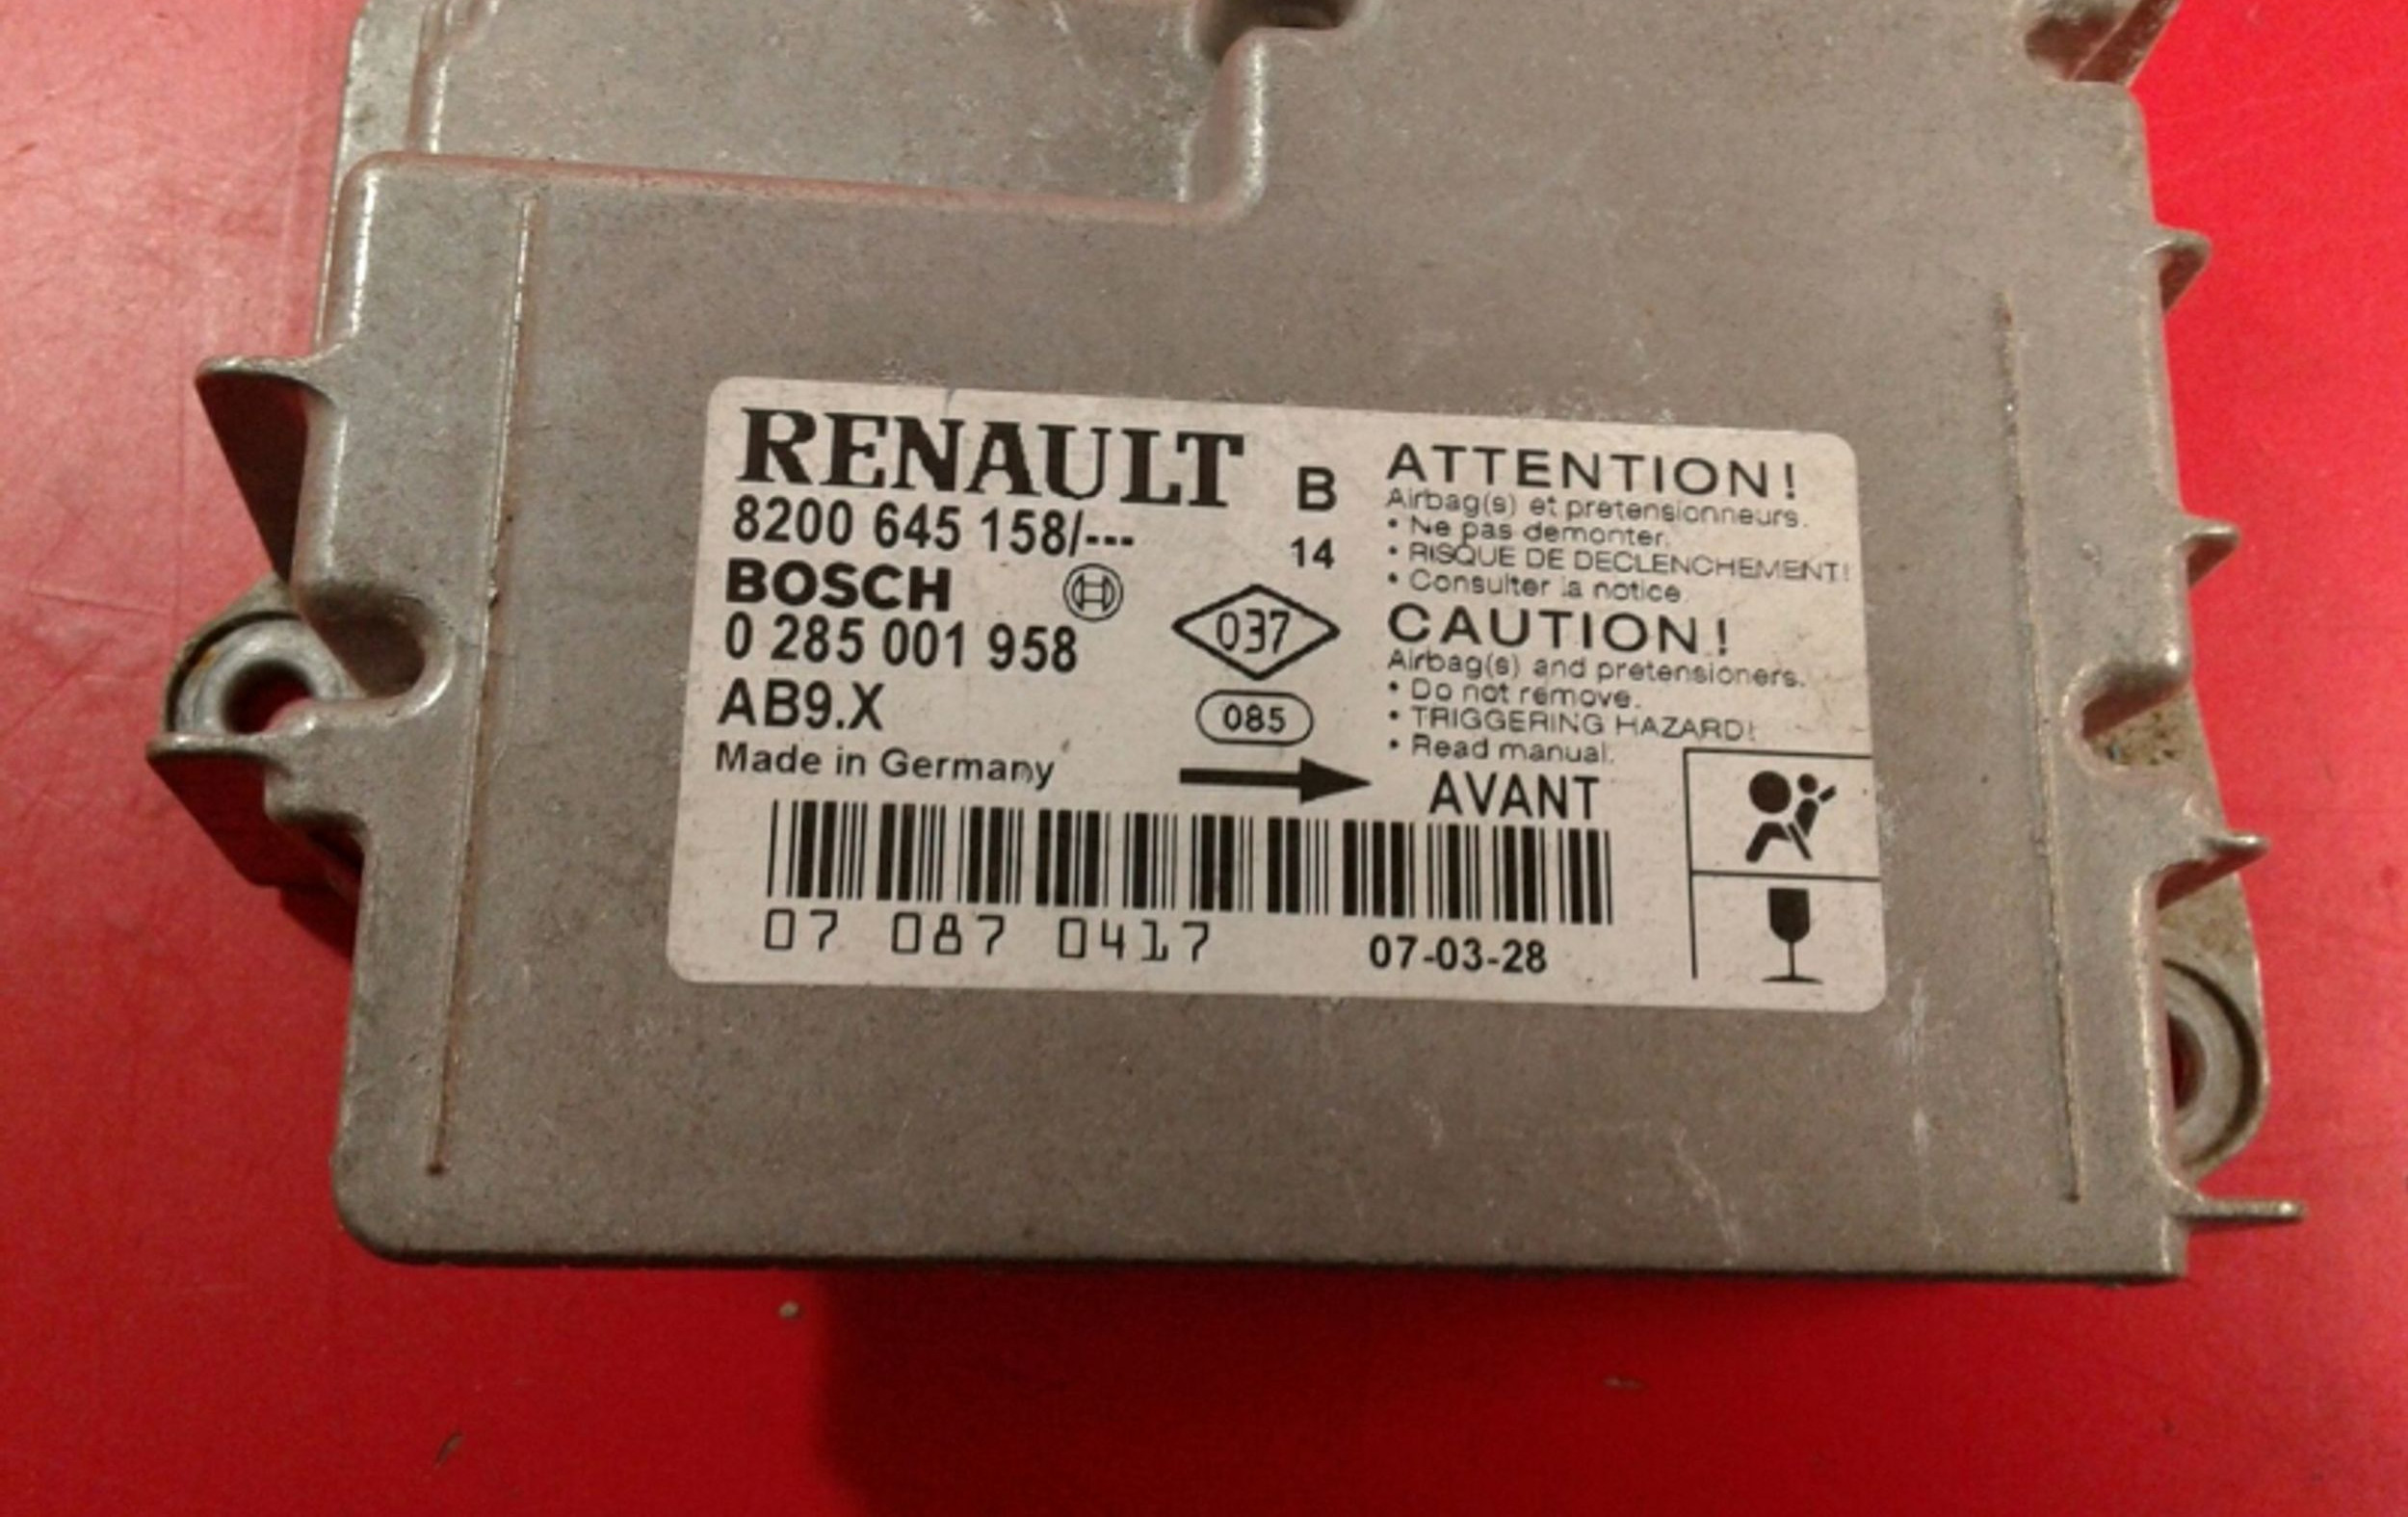 RENAULT
8200 645 158/---
BOSCH
0 285 001 958
AB9.X
Made in Germany
B
14
037
085
ATTENTION!
Airbag(s) et pretensionneurs.
• Ne pas demonter.
• RISQUE DE DECLENCHEMENT!
• Consulter la notice.
CAUTION!
Airbag(s) and pretensioners.
• Do not remove.
• TRIGGERING HAZARD!
• Read manual.
AVANT
07 087 0417
07-03-28